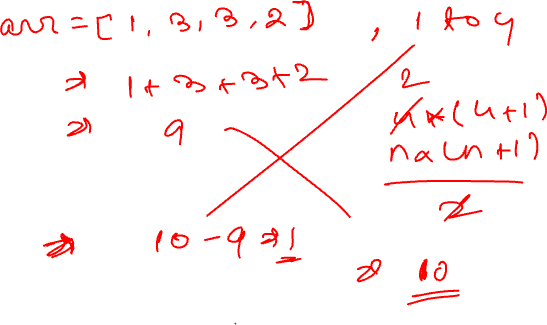 arr = [1, 3, 3, 2] , 1 to 4
⇒ 1+3+3+2
⇒ 9
2
4*(4+1)
n*(n+1)
2
⇒ 10-9 ⇒ 1
⇒ 10